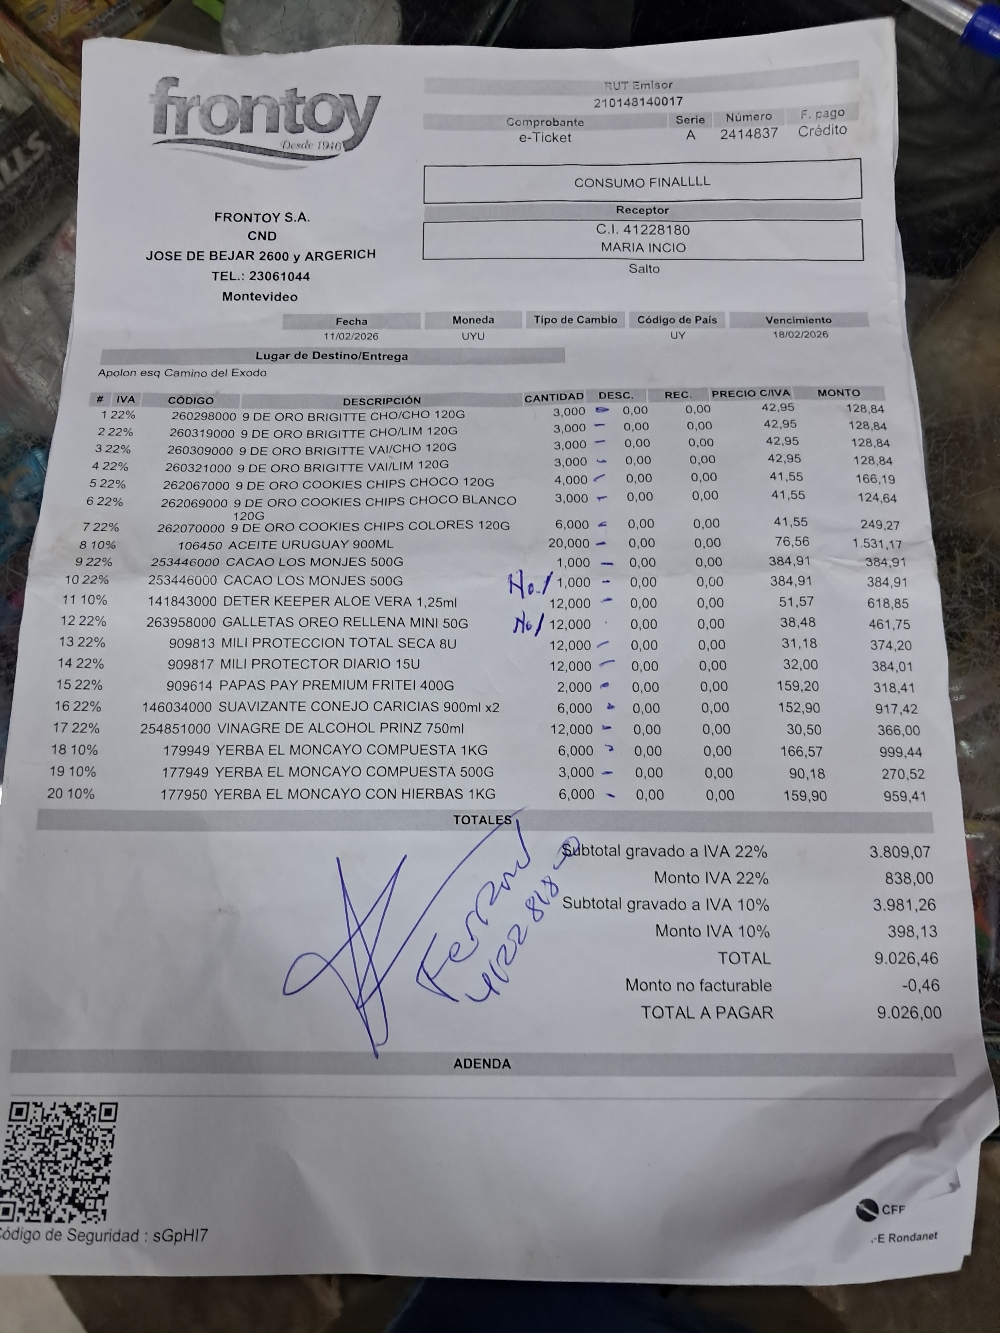 frontoy
Desde 1946
RUT Emisor
210148140017
Comprobante Serie Número F. pago
e-Ticket A 2414837 Crédito
CONSUMO FINALLLL
Receptor
C.I. 41228180
MARIA INCIO
Salto
FRONTOY S.A.
CND
JOSE DE BEJAR 2600 y ARGERICH
TEL.: 23061044
Montevideo
Fecha Moneda Tipo de Cambio Código de País Vencimiento
11/02/2026 UYU UY 18/02/2026
Lugar de Destino/Entrega
Apolon esq Camino del Exodo
# IVA CÓDIGO DESCRIPCIÓN CANTIDAD DESC. REC. PRECIO C/IVA MONTO
1 22% 260298000 9 DE ORO BRIGITTE CHO/CHO 120G 3,000 0,00 0,00 42,95 128,84
2 22% 260319000 9 DE ORO BRIGITTE CHO/LIM 120G 3,000 0,00 0,00 42,95 128,84
3 22% 260309000 9 DE ORO BRIGITTE VAI/CHO 120G 3,000 0,00 0,00 42,95 128,84
4 22% 260321000 9 DE ORO BRIGITTE VAI/LIM 120G 3,000 0,00 0,00 42,95 128,84
5 22% 262067000 9 DE ORO COOKIES CHIPS CHOCO 120G 4,000 0,00 0,00 41,55 166,19
6 22% 262069000 9 DE ORO COOKIES CHIPS CHOCO BLANCO 3,000 0,00 0,00 41,55 124,64
120G
7 22% 262070000 9 DE ORO COOKIES CHIPS COLORES 120G 6,000 0,00 0,00 41,55 249,27
8 10% 106450 ACEITE URUGUAY 900ML 20,000 0,00 0,00 76,56 1.531,17
9 22% 253446000 CACAO LOS MONJES 500G 1,000 0,00 0,00 384,91 384,91
10 22% 253446000 CACAO LOS MONJES 500G No/ 1,000 0,00 0,00 384,91 384,91
11 10% 141843000 DETER KEEPER ALOE VERA 1,25ml 12,000 0,00 0,00 51,57 618,85
12 22% 263958000 GALLETAS OREO RELLENA MINI 50G No/ 12,000 0,00 0,00 38,48 461,75
13 22% 909813 MILI PROTECCION TOTAL SECA 8U 12,000 0,00 0,00 31,18 374,20
14 22% 909817 MILI PROTECTOR DIARIO 15U 12,000 0,00 0,00 32,00 384,01
15 22% 909614 PAPAS PAY PREMIUM FRITEI 400G 2,000 0,00 0,00 159,20 318,41
16 22% 146034000 SUAVIZANTE CONEJO CARICIAS 900ml x2 6,000 0,00 0,00 152,90 917,42
17 22% 254851000 VINAGRE DE ALCOHOL PRINZ 750ml 12,000 0,00 0,00 30,50 366,00
18 10% 179949 YERBA EL MONCAYO COMPUESTA 1KG 6,000 0,00 0,00 166,57 999,44
19 10% 177949 YERBA EL MONCAYO COMPUESTA 500G 3,000 0,00 0,00 90,18 270,52
20 10% 177950 YERBA EL MONCAYO CON HIERBAS 1KG 6,000 0,00 0,00 159,90 959,41
TOTALES
Subtotal gravado a IVA 22% 3.809,07
Monto IVA 22% 838,00
Subtotal gravado a IVA 10% 3.981,26
Monto IVA 10% 398,13
TOTAL 9.026,46
Monto no facturable -0,46
TOTAL A PAGAR 9.026,00
ADENDA
ódigo de Seguridad : sGpHI7
CFF
.-E Rondanet